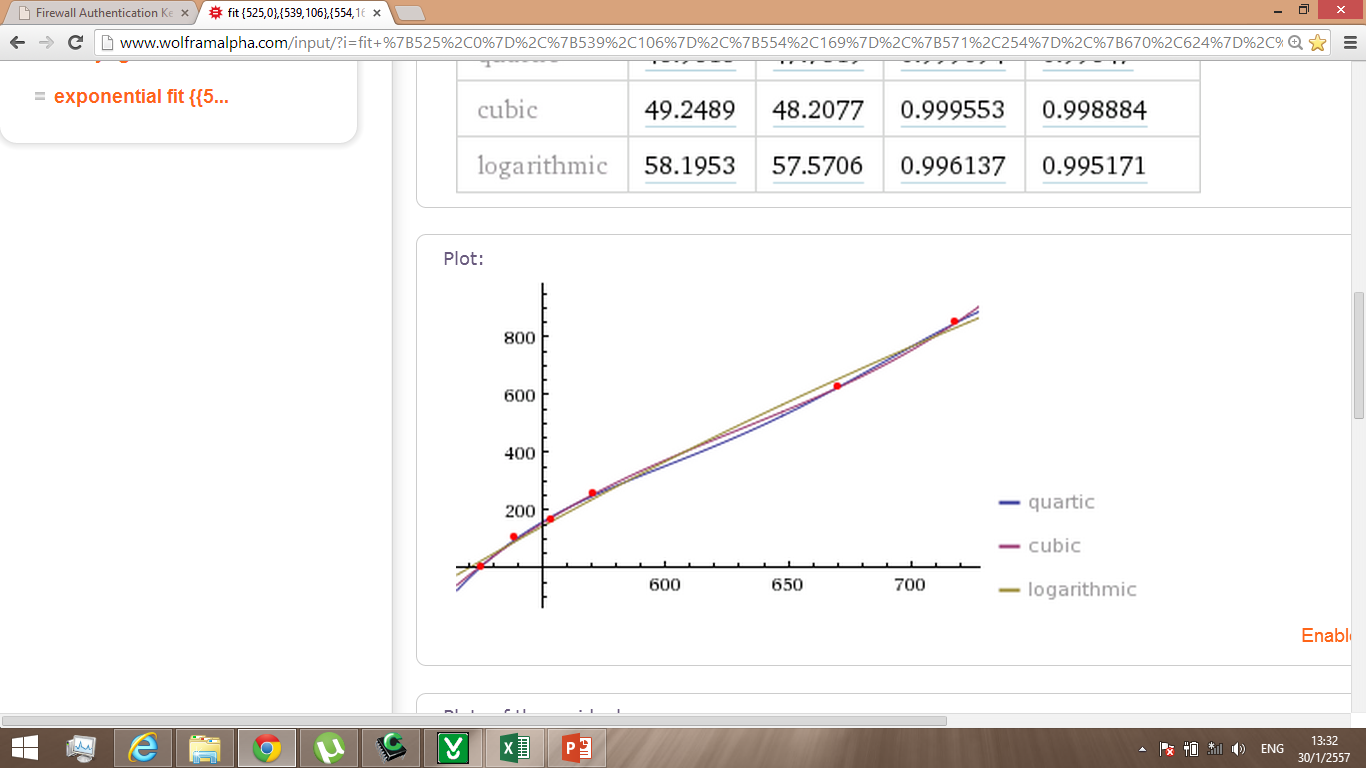 Firewall Authentication Ke
fit {525,0},{539,106},{554,16
www.wolframalpha.com/input/?i=fit+%7B525%2C0%7D%2C%7B539%2C106%7D%2C%7B554%2C169%7D%2C%7B571%2C254%7D%2C%7B670%2C624%7D%2C%
= exponential fit {{5...
cubic 49.2489 48.2077 0.999553 0.998884
logarithmic 58.1953 57.5706 0.996137 0.995171
Plot:
800
600
400
200
600 650 700
quartic
cubic
logarithmic
Enable
ENG
13:32
30/1/2557